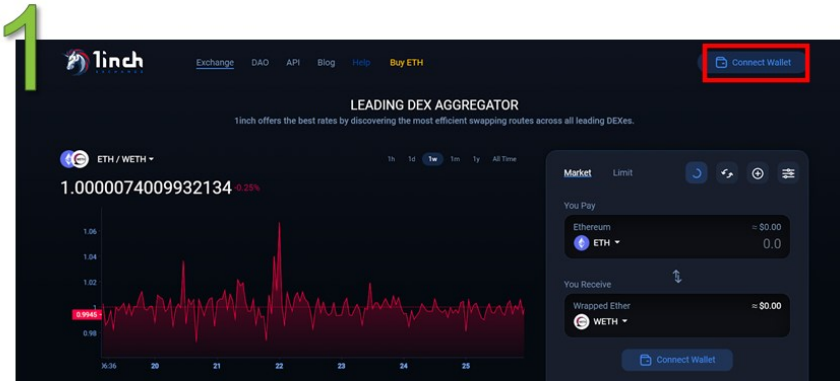 1
1inch
EXCHANGE
Exchange DAO API Blog Help Buy ETH
Connect Wallet
LEADING DEX AGGREGATOR
1inch offers the best rates by discovering the most efficient swapping routes across all leading DEXes.
ETH / WETH
1h 1d 1w 1m 1y All Time
1.0000074009932134 -0.25%
1.06
1.04
1.02
1
0.9945
0.98
20 21 22 23 24 25
Market Limit
You Pay
Ethereum ≈ $0.00
ETH 0.0
You Receive
Wrapped Ether ≈ $0.00
WETH
Connect Wallet